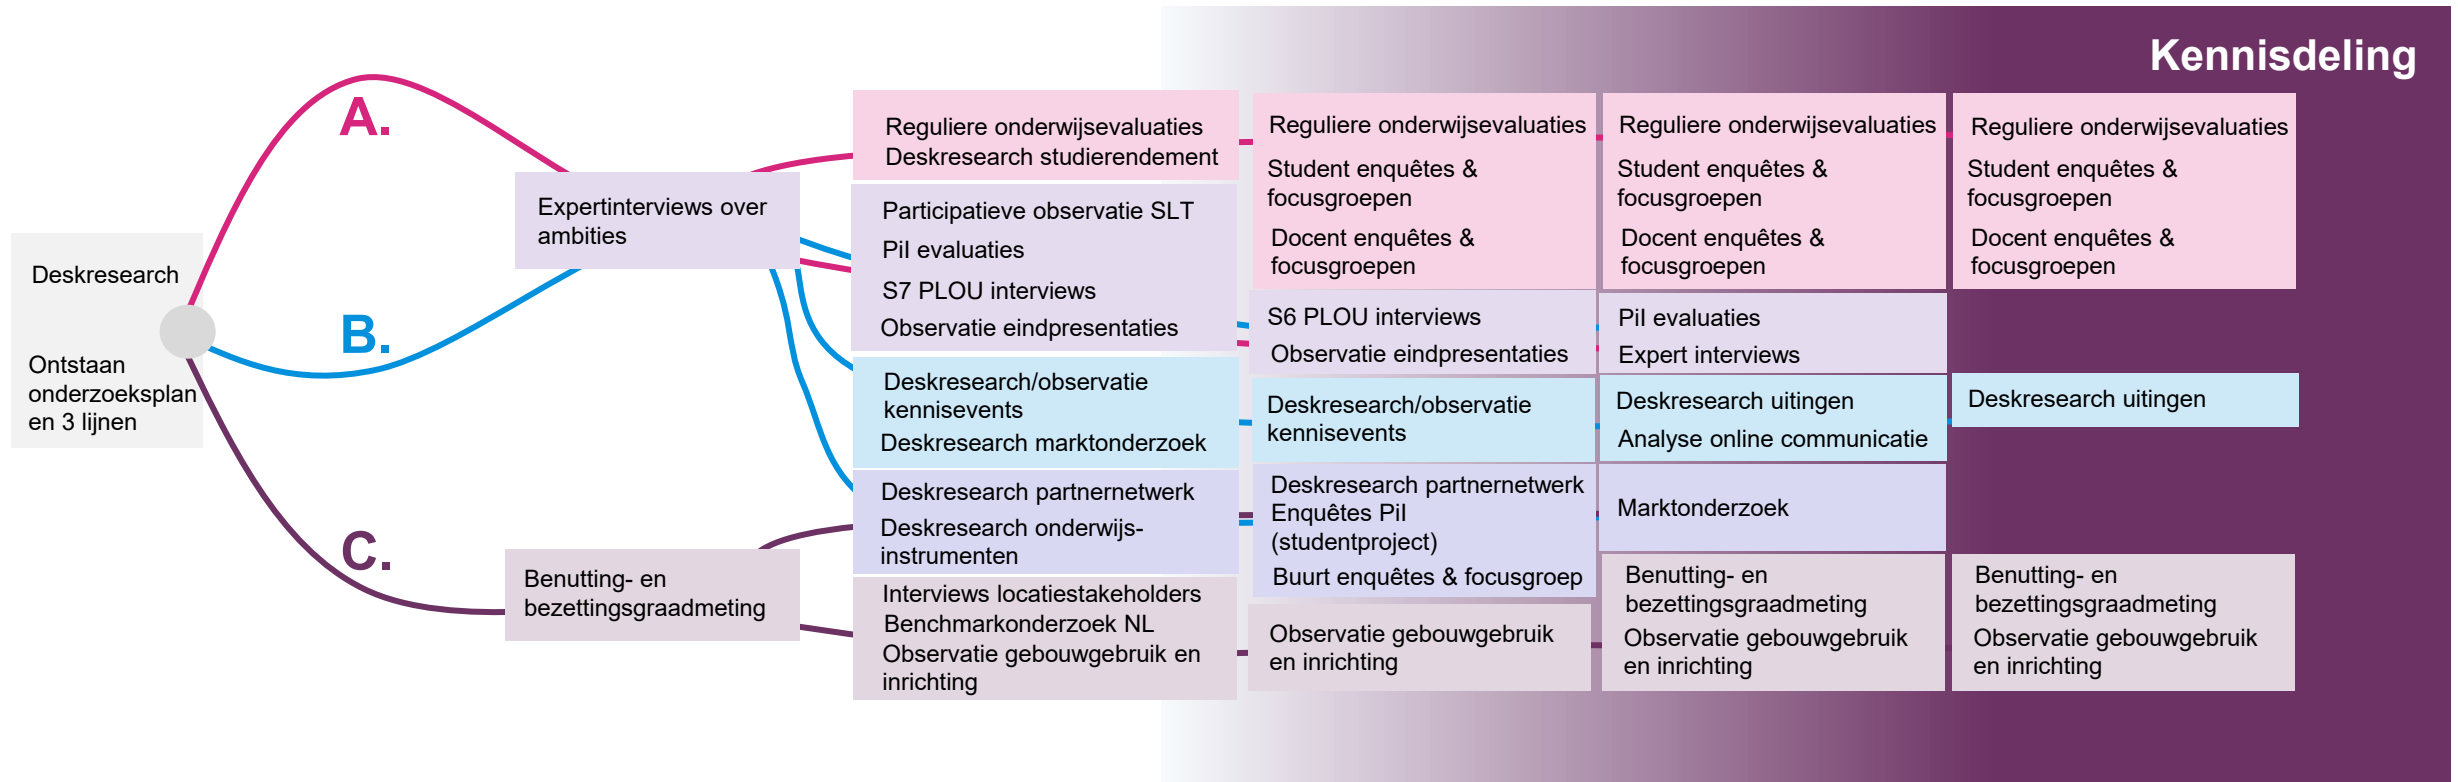 Kennisdeling
A.
B.
C.
Deskresearch
Ontstaan
onderzoeksplan
en 3 lijnen
Expertinterviews over
ambities
Benutting- en
bezettingsgraadmeting
Reguliere onderwijsevaluaties
Deskresearch studierendement
Participatieve observatie SLT
PiI evaluaties
S7 PLOU interviews
Observatie eindpresentaties
Deskresearch/observatie
kennisevents
Deskresearch marktonderzoek
Deskresearch partnernetwerk
Deskresearch onderwijs-
instrumenten
Interviews locatiestakeholders
Benchmarkonderzoek NL
Observatie gebouwgebruik en
inrichting
Reguliere onderwijsevaluaties
Student enquêtes &
focusgroepen
Docent enquêtes &
focusgroepen
S6 PLOU interviews
Observatie eindpresentaties
Deskresearch/observatie
kennisevents
Deskresearch partnernetwerk
Enquêtes PiI
(studentproject)
Buurt enquêtes & focusgroep
Observatie gebouwgebruik
en inrichting
Reguliere onderwijsevaluaties
Student enquêtes &
focusgroepen
Docent enquêtes &
focusgroepen
PiI evaluaties
Expert interviews
Deskresearch uitingen
Analyse online communicatie
Marktonderzoek
Benutting- en
bezettingsgraadmeting
Observatie gebouwgebruik
en inrichting
Reguliere onderwijsevaluaties
Student enquêtes &
focusgroepen
Docent enquêtes &
focusgroepen
Deskresearch uitingen
Benutting- en
bezettingsgraadmeting
Observatie gebouwgebruik
en inrichting